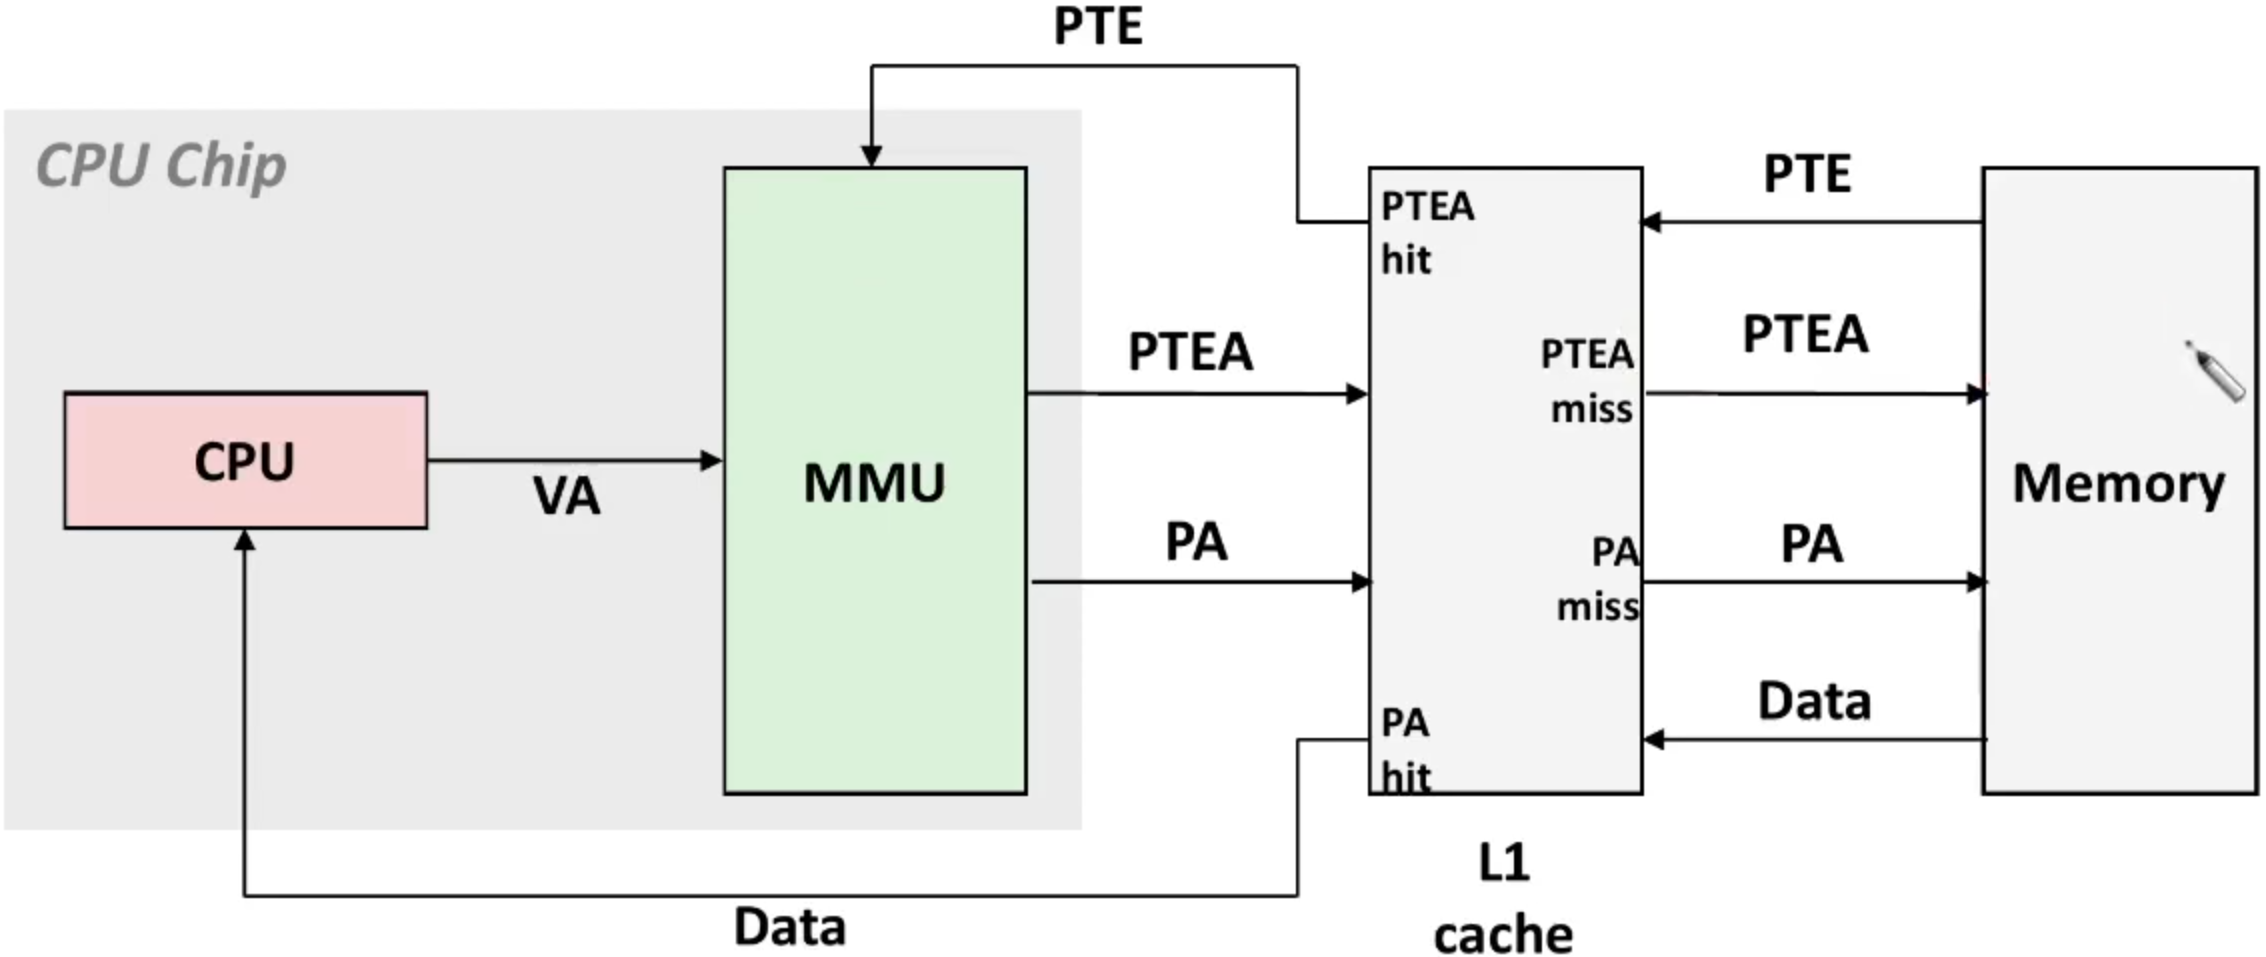 PTE
CPU Chip
PTEA
hit
PTE
PTEA
PTEA
miss
PTEA
CPU
VA
MMU
Memory
PA
PA
miss
PA
PA
hit
Data
L1
cache
Data